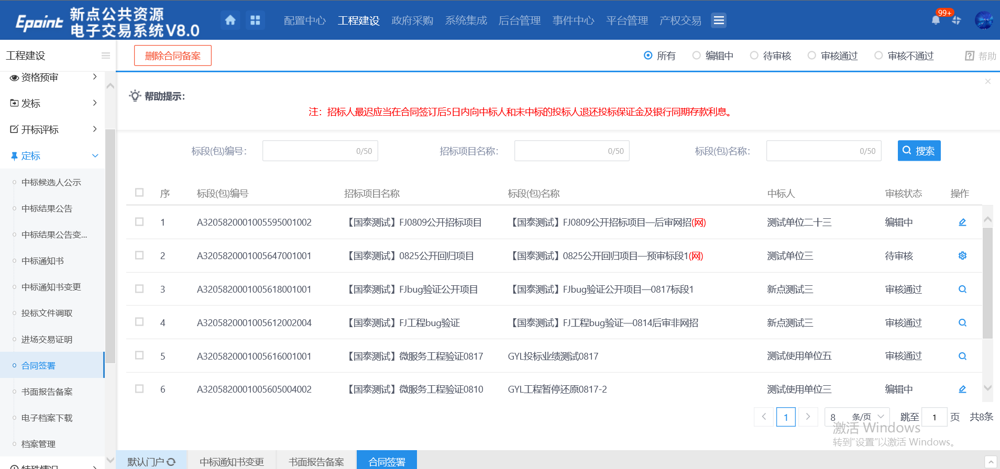 Epoint 新点公共资源
电子交易系统V8.0
配置中心 工程建设 政府采购 系统集成 后台管理 事件中心 平台管理 产权交易
99+
工程建设
资格预审
发标
开标评标
定标
中标候选人公示
中标结果公告
中标结果公告变...
中标通知书
中标通知书变更
投标文件调取
进场交易证明
合同签署
书面报告备案
电子档案下载
档案管理
特殊情况
删除合同备案
所有 编辑中 待审核 审核通过 审核不通过
帮助
帮助提示：
注：招标人最迟应当在合同签订后5日内向中标人和未中标的投标人退还投标保证金及银行同期存款利息。
标段(包)编号： 0/50 招标项目名称： 0/50 标段(包)名称： 0/50 搜索
序 标段(包)编号 招标项目名称 标段(包)名称 中标人 审核状态 操作
1 A3205820001005595001002 【国泰测试】FJ0809公开招标项目 【国泰测试】FJ0809公开招标项目—后审网招(网) 测试单位二十三 编辑中
2 A3205820001005647001001 【国泰测试】0825公开回归项目 【国泰测试】0825公开回归项目—预审标段1(网) 测试单位三 待审核
3 A3205820001005618001001 【国泰测试】FJbug验证公开项目 【国泰测试】FJbug验证公开项目—0817标段1 新点测试三 审核通过
4 A3205820001005612002004 【国泰测试】FJ工程bug验证 【国泰测试】FJ工程bug验证—0814后审非网招 新点测试三 审核通过
5 A3205820001005616001001 【国泰测试】微服务工程验证0817 GYL投标业绩测试0817 测试使用单位五 审核通过
6 A3205820001005605004002 【国泰测试】微服务工程验证0810 GYL工程暂停还原0817-2 测试使用单位三 编辑中
1 8 条/页 跳至 1 页 共8条
激活 Windows
转到“设置”以激活 Windows。
默认门户 中标通知书变更 书面报告备案 合同签署